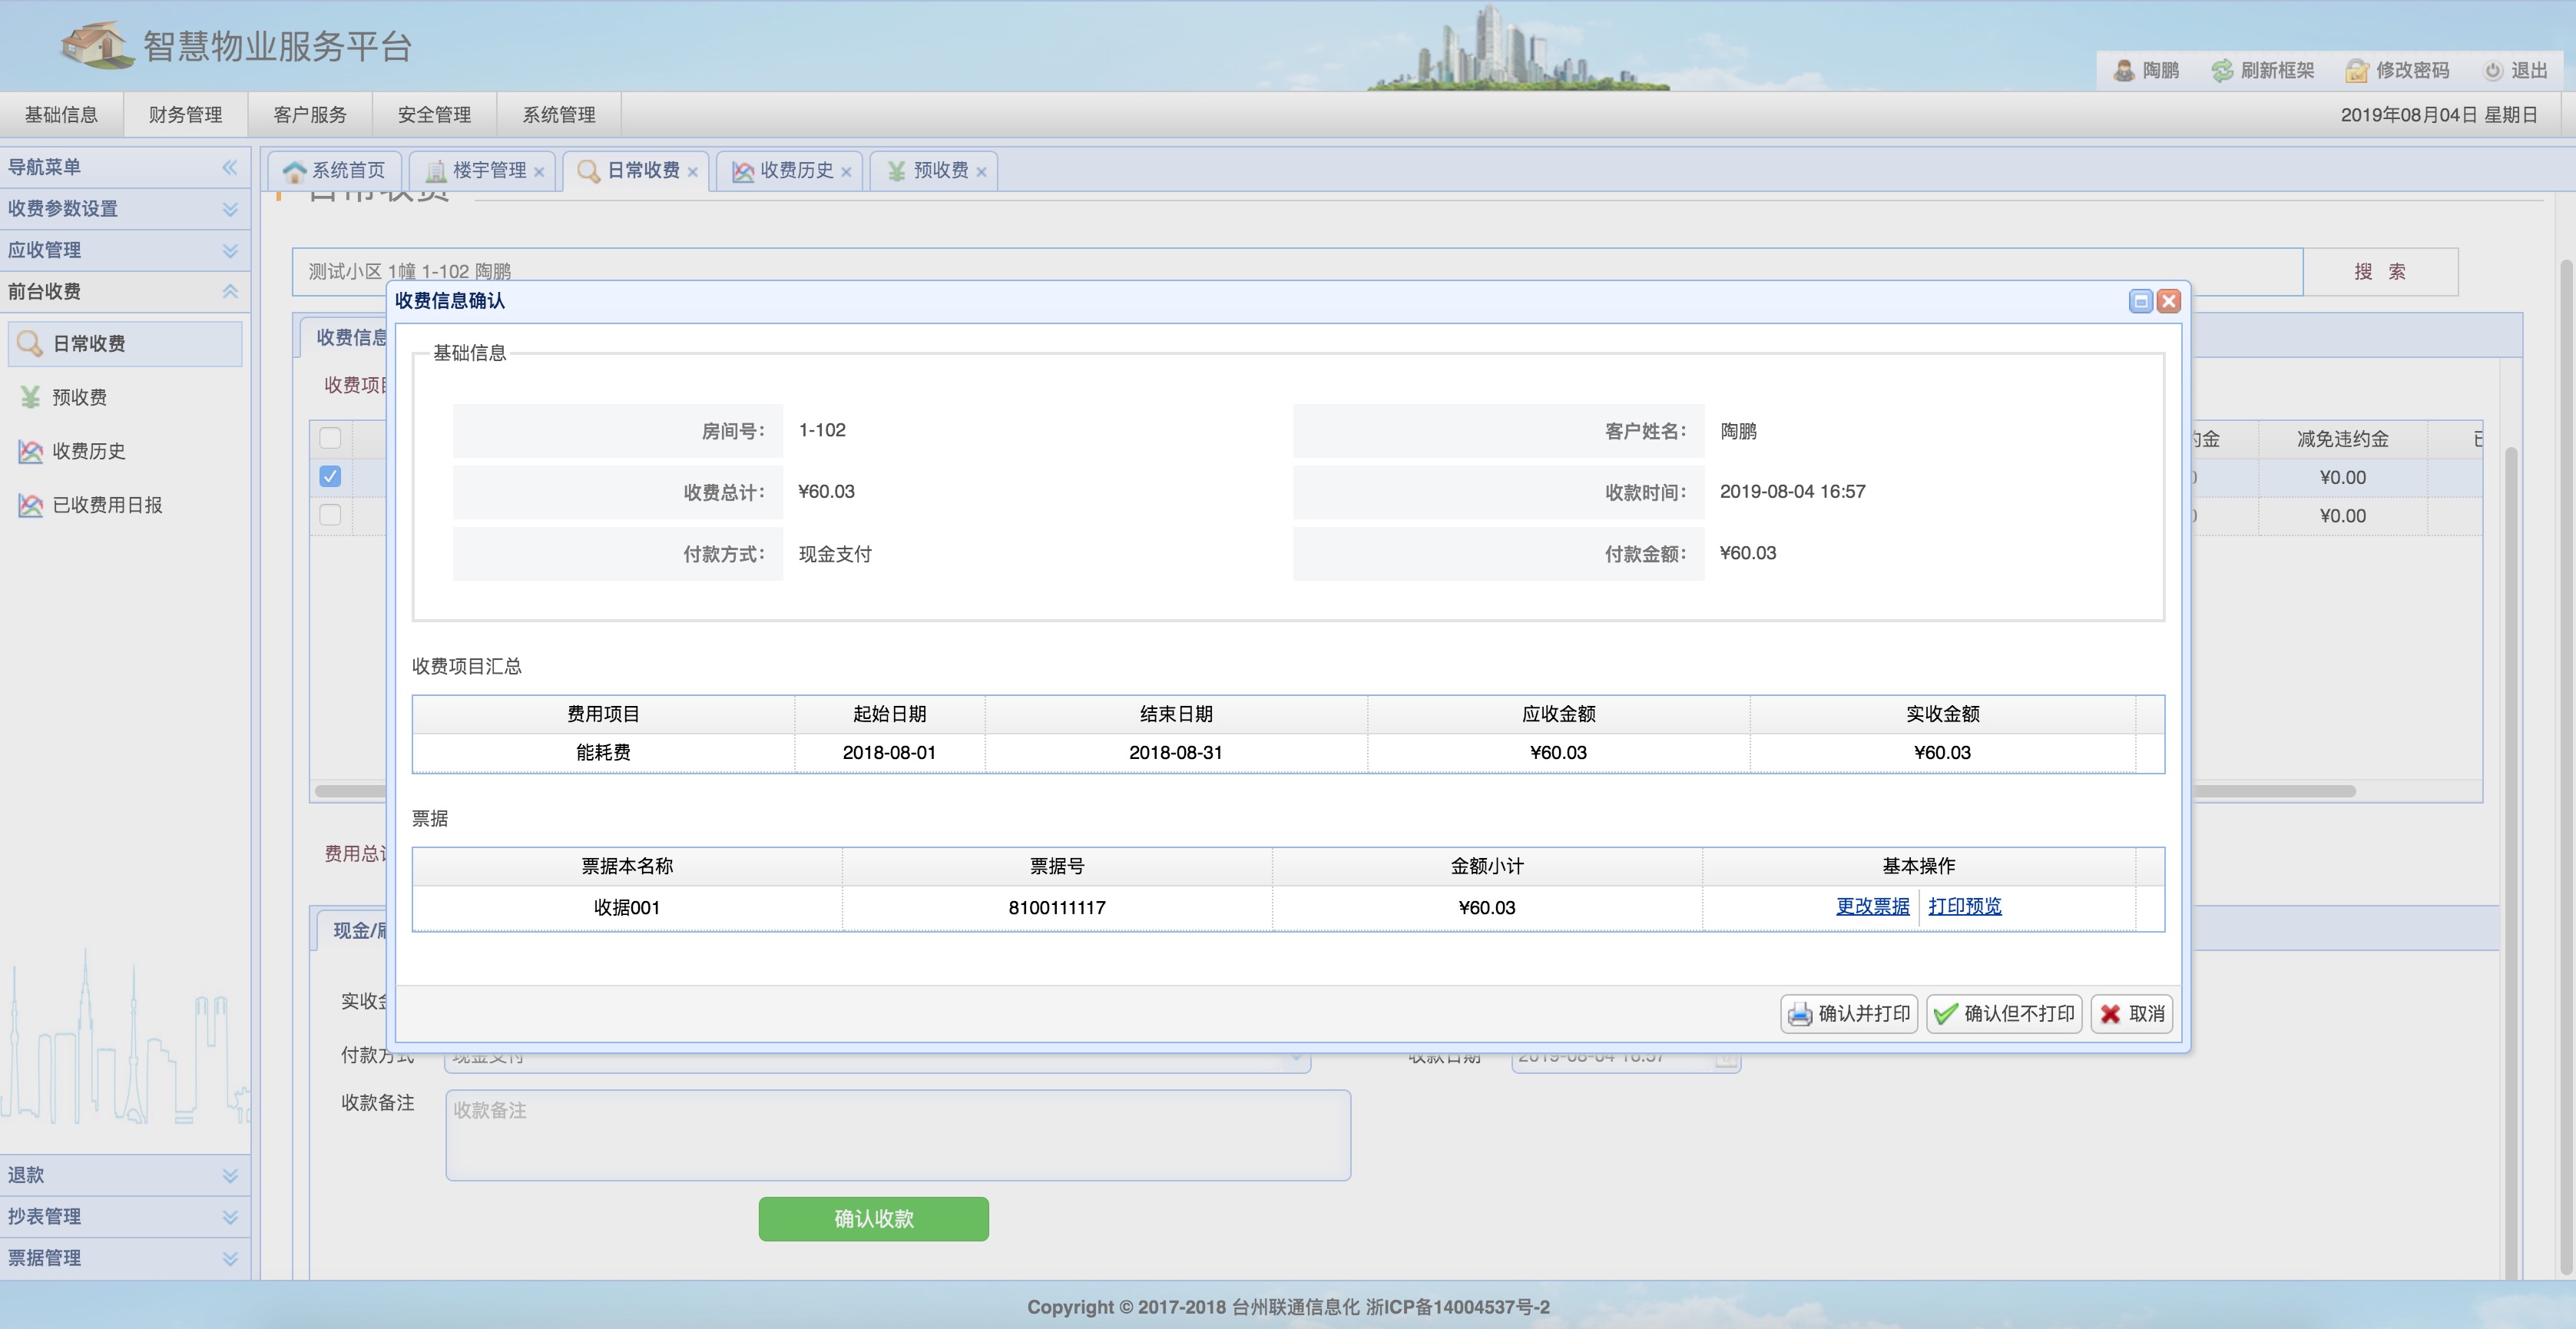 智慧物业服务平台
陶鹏 刷新框架 修改密码 退出
基础信息 财务管理 客户服务 安全管理 系统管理 2019年08月04日 星期日
导航菜单
系统首页 楼宇管理 日常收费 收费历史 预收费
收费参数设置
日常收费
应收管理
测试小区 1幢 1-102 陶鹏 搜 索
前台收费
收费信息确认
收费信息
日常收费
基础信息
收费项目
预收费
房间号： 1-102 客户姓名： 陶鹏
约金 减免违约金
收费历史
收费总计： ¥60.03 收款时间： 2019-08-04 16:57
¥0.00
已收费用日报
¥0.00
付款方式： 现金支付 付款金额： ¥60.03
收费项目汇总
费用项目 起始日期 结束日期 应收金额 实收金额
能耗费 2018-08-01 2018-08-31 ¥60.03 ¥60.03
票据
费用总计
票据本名称 票据号 金额小计 基本操作
收据001 8100111117 ¥60.03 更改票据 打印预览
现金/刷
实收金
确认并打印 确认但不打印 取消
付款方式 现金支付 收款日期 2019-08-04 16:57
收款备注 收款备注
退款
确认收款
抄表管理
票据管理
Copyright © 2017-2018 台州联通信息化 浙ICP备14004537号-2